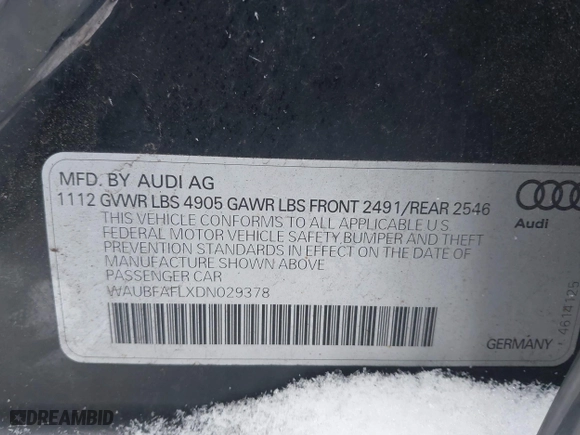 MFD. BY AUDI AG
1112 GVWR LBS 4905 GAWR LBS FRONT 2491/REAR 2546
THIS VEHICLE CONFORMS TO ALL APPLICABLE U.S.
FEDERAL MOTOR VEHICLE SAFETY, BUMPER AND THEFT
PREVENTION STANDARDS IN EFFECT ON THE DATE OF
MANUFACTURE SHOWN ABOVE
PASSENGER CAR
WAUBFAFLXDN029378
Audi
GERMANY
461412S
DREAMBID